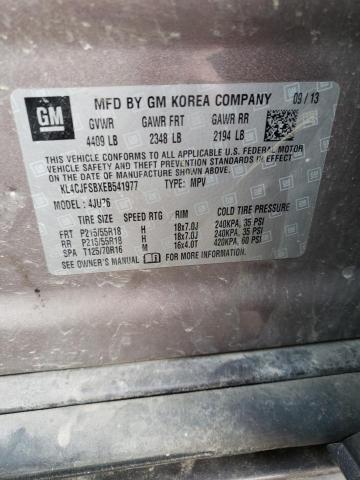 GM
MFD BY GM KOREA COMPANY 09/13
GVWR GAWR FRT GAWR RR
4409 LB 2348 LB 2194 LB
THIS VEHICLE CONFORMS TO ALL APPLICABLE U.S. FEDERAL MOTOR
VEHICLE SAFETY AND THEFT PREVENTION STANDARDS IN EFFECT
ON THE DATE OF MANUFACTURE SHOWN ABOVE.
KL4CJFSBXEB541977 TYPE: MPV
MODEL: 4JU76
TIRE SIZE SPEED RTG RIM COLD TIRE PRESSURE
FRT P215/55R18 H 18x7.0J 240KPA, 35 PSI
RR P215/55R18 H 18x7.0J 240KPA, 35 PSI
SPA T125/70R16 M 16x4.0T 420KPA, 60 PSI
SEE OWNER'S MANUAL FOR MORE INFORMATION.